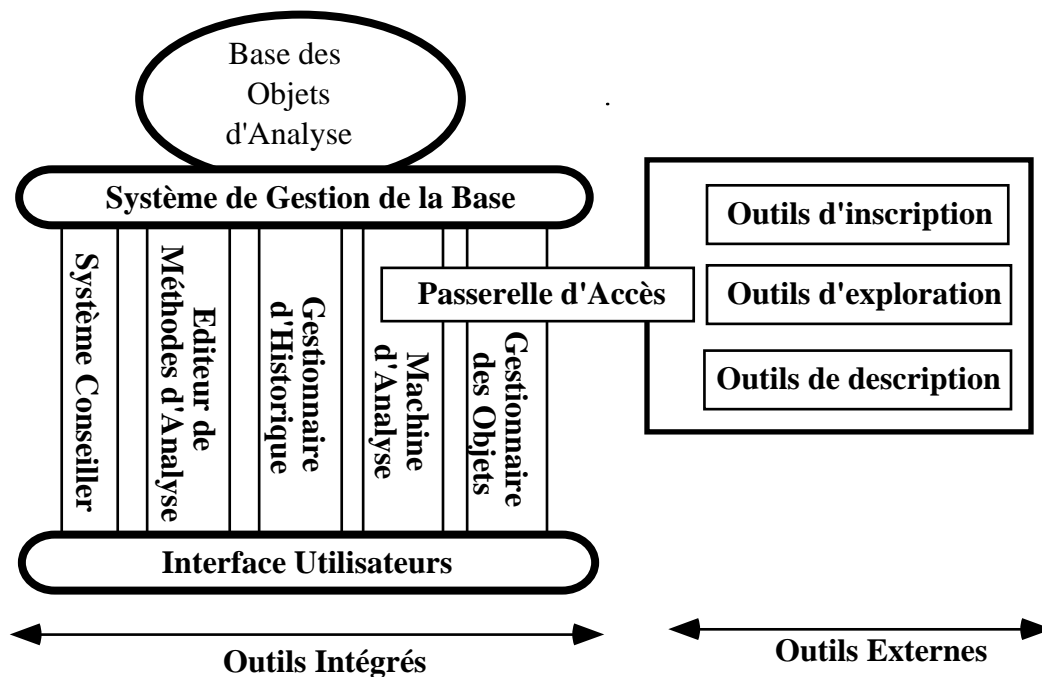 Base des
Objets
d'Analyse
Système de Gestion de la Base
Système Conseiller
Editeur de
Méthodes d'Analyse
Gestionnaire
d'Historique
Machine
d'Analyse
Gestionnaire
des Objets
Passerelle d'Accès
Interface Utilisateurs
Outils d'inscription
Outils d'exploration
Outils de description
Outils Intégrés
Outils Externes